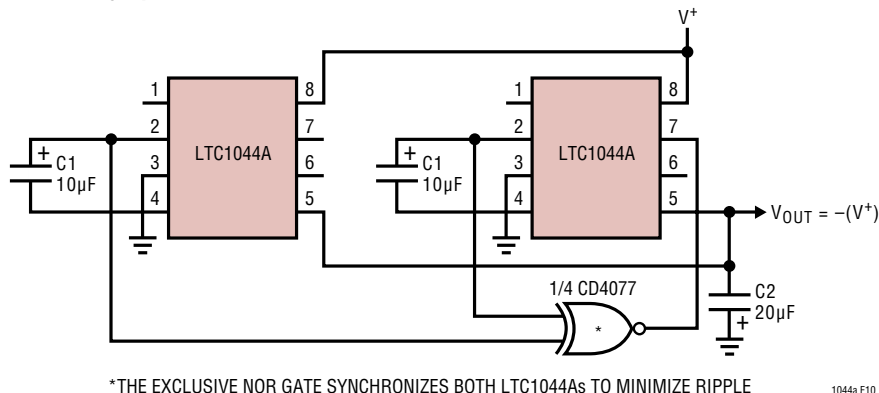 V+
1
8
1
8
2
7
2
7
LTC1044A
LTC1044A
+
C1
10µF
3
6
+
C1
10µF
3
6
4
5
4
5
VOUT = –(V+)
1/4 CD4077
*
C2
20µF
+
*THE EXCLUSIVE NOR GATE SYNCHRONIZES BOTH LTC1044As TO MINIMIZE RIPPLE
1044a F10